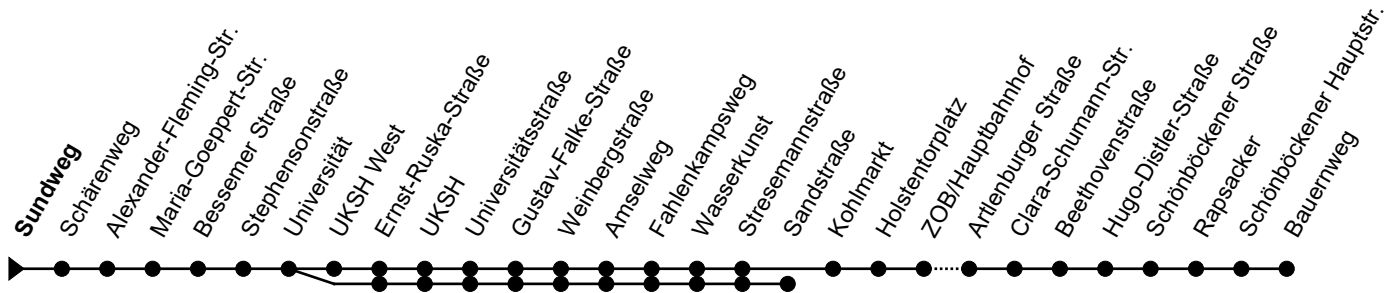 Sundweg
Schärenweg
Alexander-Fleming-Str.
Maria-Goeppert-Str.
Bessemer Straße
Stephensonstraße
Universität
UKSH West
Ernst-Ruska-Straße
UKSH
Universitätsstraße
Gustav-Falke-Straße
Weinbergstraße
Amselweg
Fahlenkampsweg
Wasserkunst
Stresemannstraße
Sandstraße
Kohlmarkt
Holstentorplatz
ZOB/Hauptbahnhof
Artlenburger Straße
Clara-Schumann-Str.
Beethovenstraße
Hugo-Distler-Straße
Schönböckener Straße
Rapsacker
Schönböckener Hauptstr.
Bauernweg